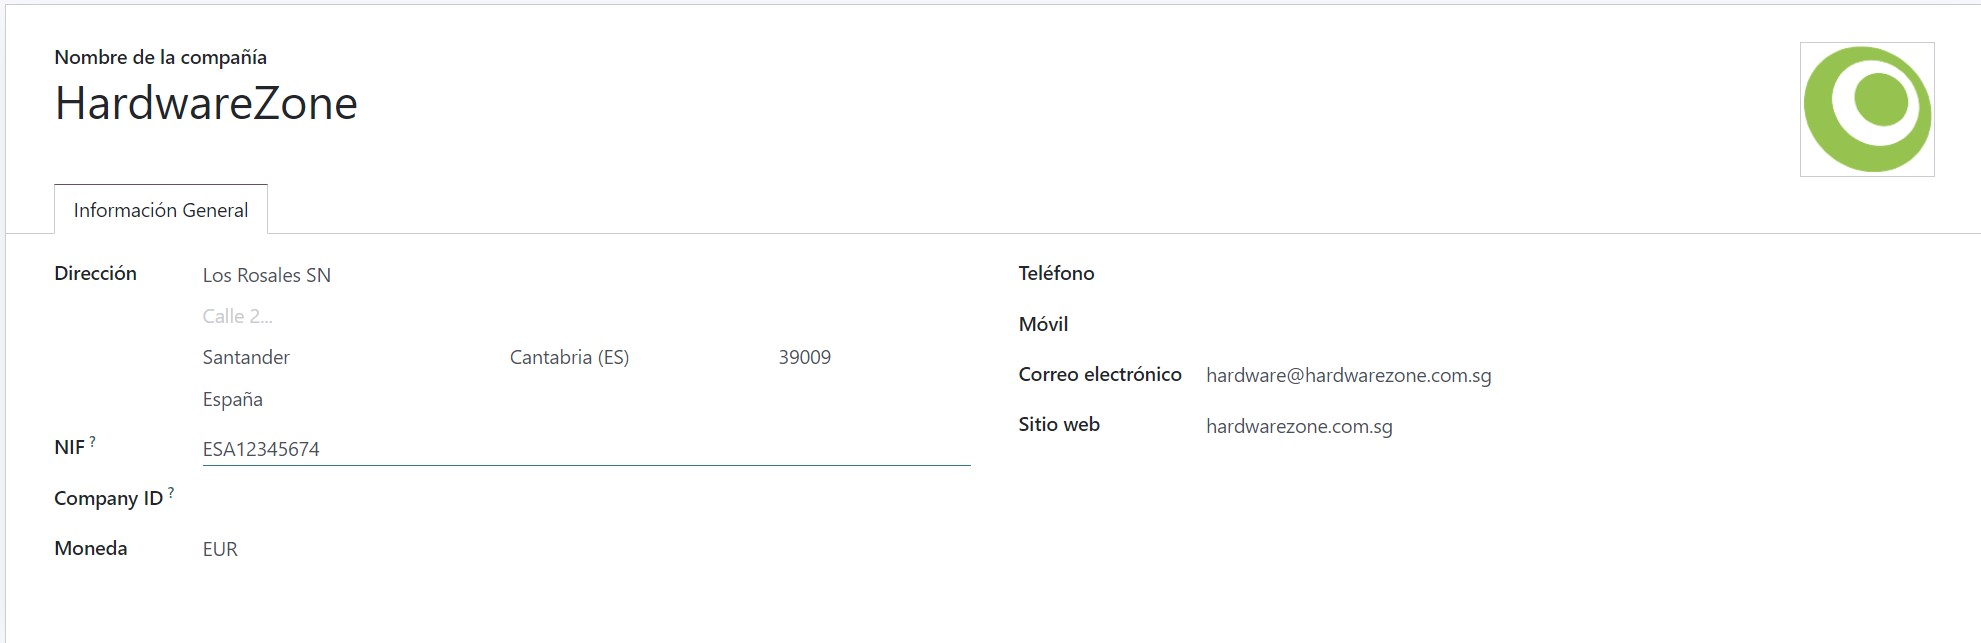 Nombre de la compañía
HardwareZone
Información General
Dirección
Los Rosales SN
Calle 2...
Santander Cantabria (ES) 39009
España
NIF ?
ESA12345674
Company ID ?
Moneda
EUR
Teléfono
Móvil
Correo electrónico hardware@hardwarezone.com.sg
Sitio web hardwarezone.com.sg